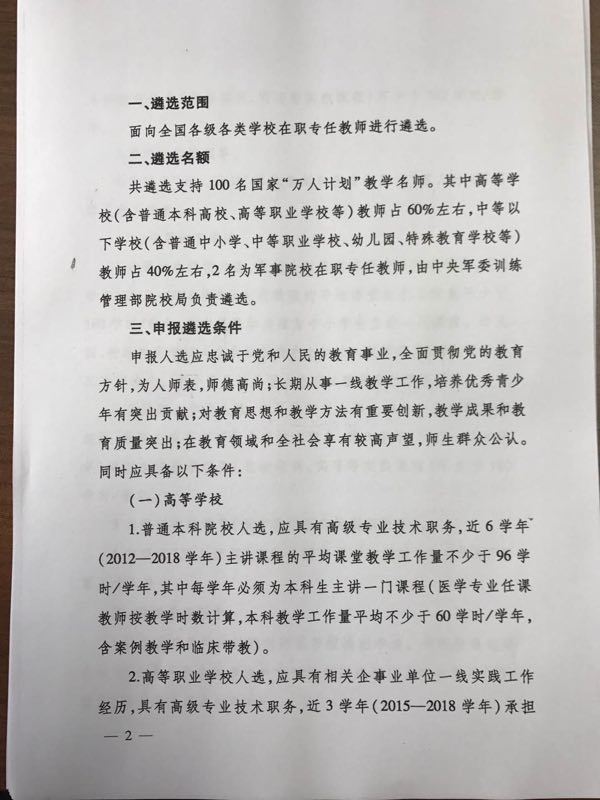 一、遴选范围
面向全国各级各类学校在职专任教师进行遴选。
二、遴选名额
共遴选支持100名国家“万人计划”教学名师。其中高等学
校(含普通本科高校、高等职业学校等)教师占60%左右,中等以
下学校(含普通中小学、中等职业学校、幼儿园、特殊教育学校等)
教师占40%左右,2名为军事院校在职专任教师,由中央军委训练
管理部院校局负责遴选。
三、申报遴选条件
申报人选应忠诚于党和人民的教育事业,全面贯彻党的教育
方针,为人师表,师德高尚;长期从事一线教学工作,培养优秀青少
年有突出贡献;对教育思想和教学方法有重要创新,教学成果和教
育质量突出;在教育领域和全社会享有较高声望,师生群众公认。
同时应具备以下条件:
(一)高等学校
1.普通本科院校人选,应具有高级专业技术职务,近6学年
(2012—2018学年)主讲课程的平均课堂教学工作量不少于96学
时/学年,其中每学年必须为本科生主讲一门课程(医学专业任课
教师按教学时数计算,本科教学工作量平均不少于60学时/学年,
含案例教学和临床带教)。
2.高等职业学校人选,应具有相关企事业单位一线实践工作
经历,具有高级专业技术职务,近3学年(2015—2018学年)承担
— 2 —